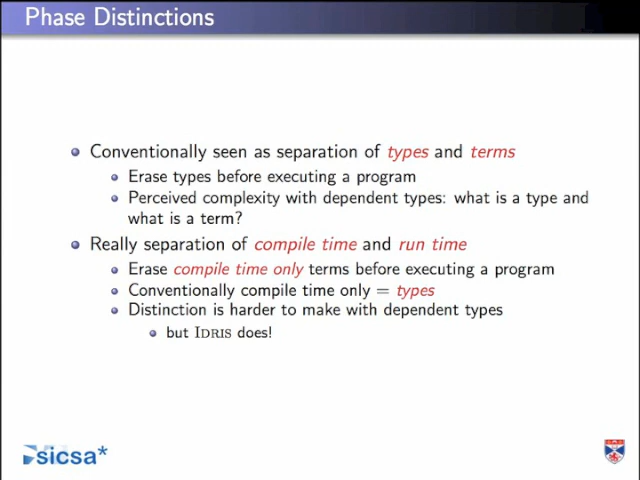 Phase Distinctions
Conventionally seen as separation of types and terms
Erase types before executing a program
Perceived complexity with dependent types: what is a type and
what is a term?
Really separation of compile time and run time
Erase compile time only terms before executing a program
Conventionally compile time only = types
Distinction is harder to make with dependent types
but IDRIS does!
sicsa*